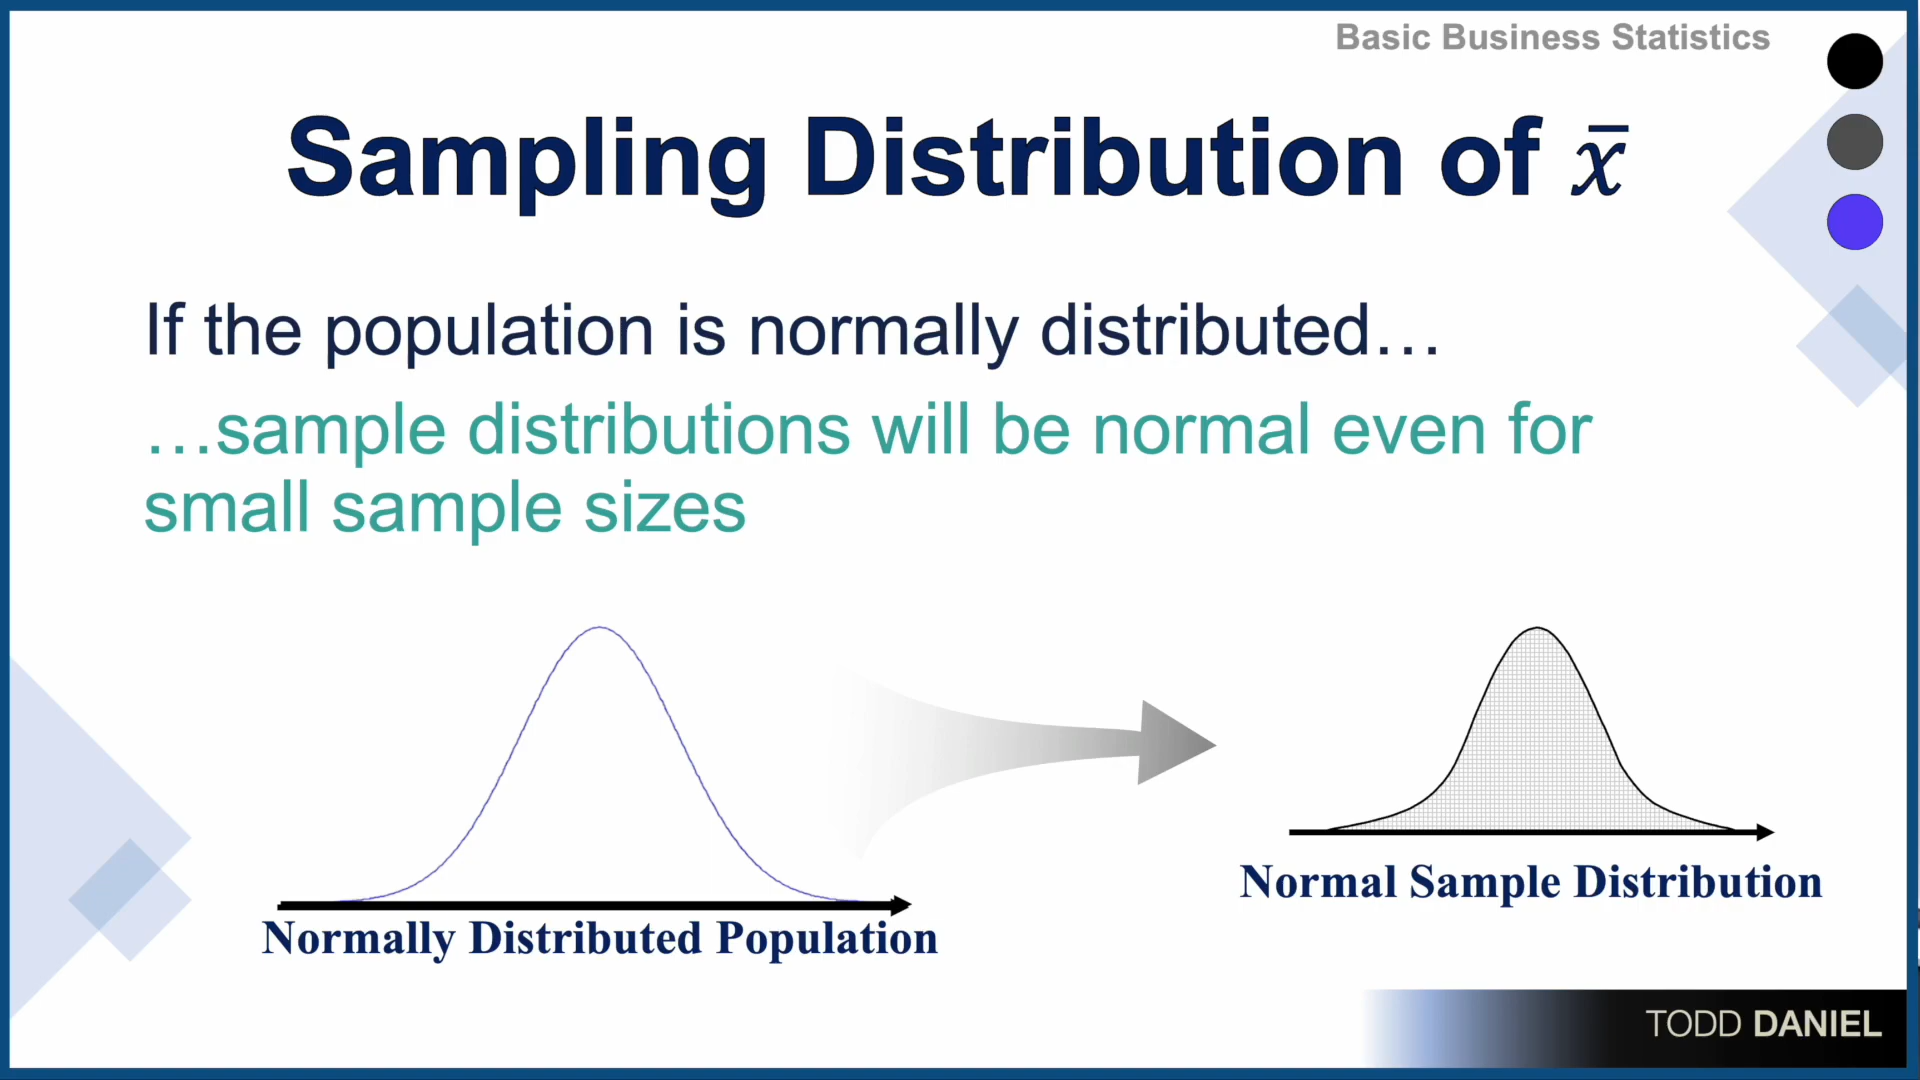 Basic Business Statistics
Sampling Distribution of x̄
If the population is normally distributed…
…sample distributions will be normal even for
small sample sizes
Normally Distributed Population
Normal Sample Distribution
TODD DANIEL